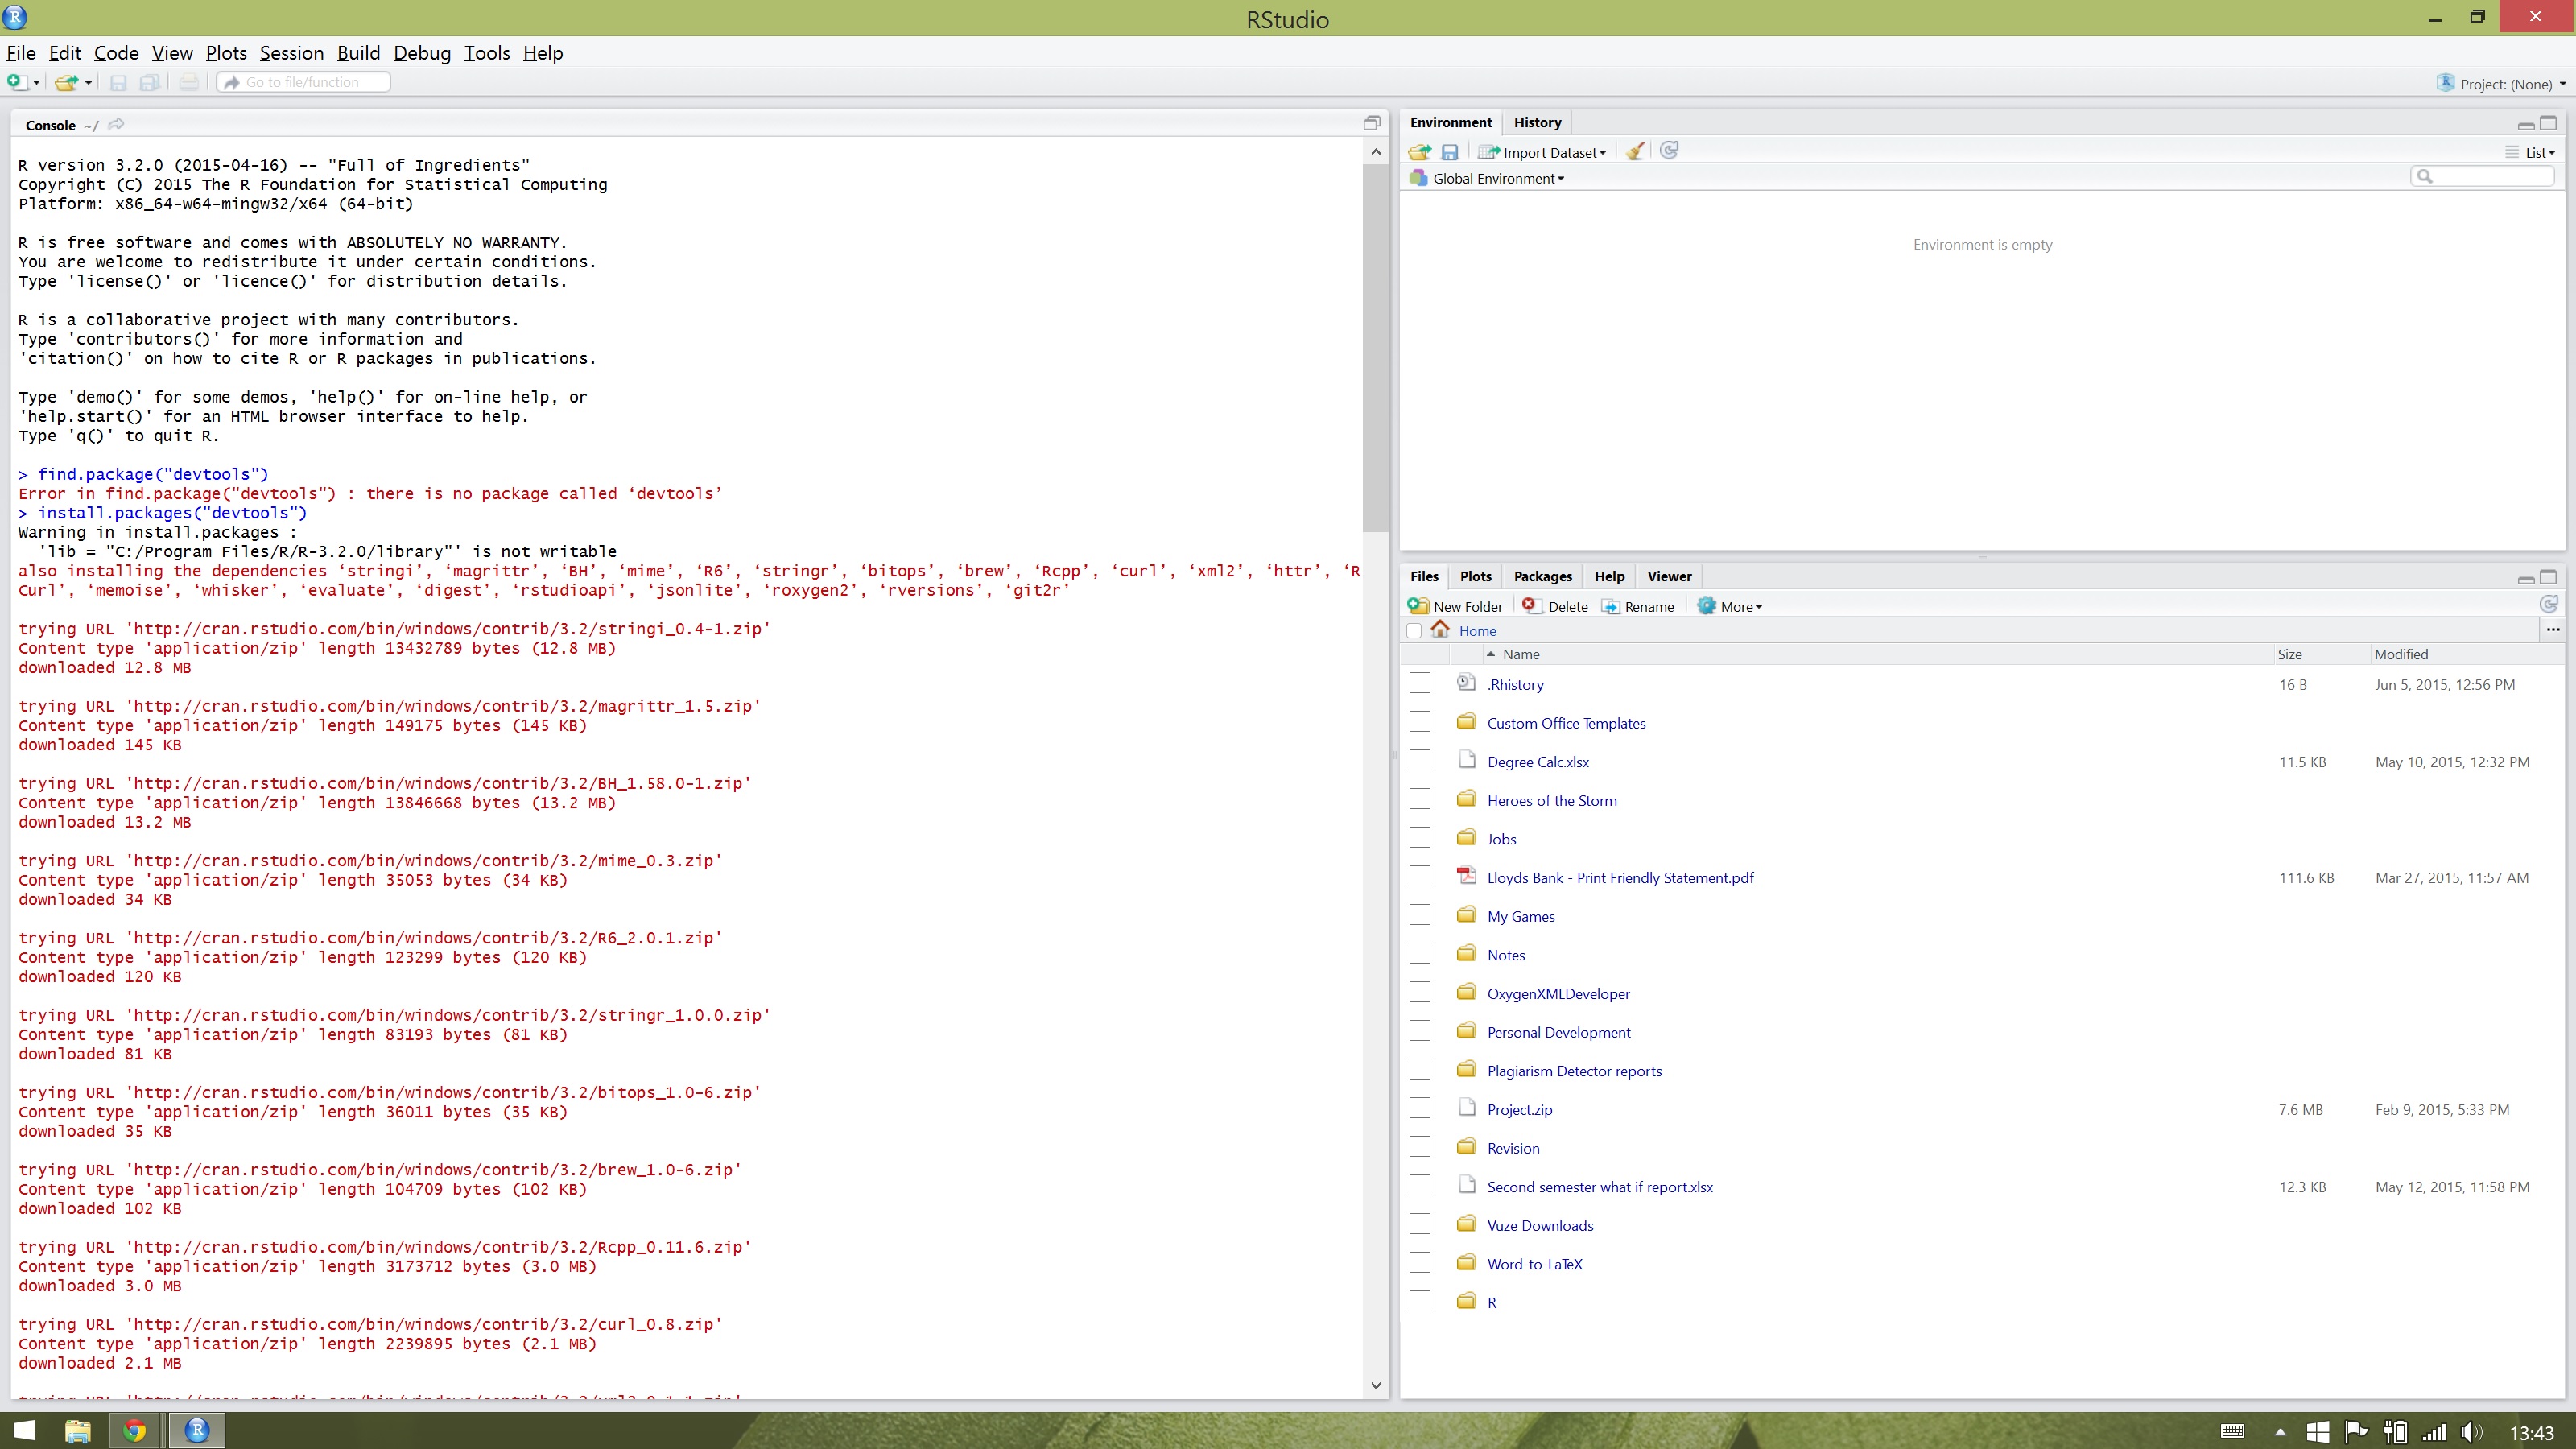 RStudio
File Edit Code View Plots Session Build Debug Tools Help
Go to file/function
Project: (None)
Console ~/
R version 3.2.0 (2015-04-16) -- "Full of Ingredients"
Copyright (C) 2015 The R Foundation for Statistical Computing
Platform: x86_64-w64-mingw32/x64 (64-bit)
R is free software and comes with ABSOLUTELY NO WARRANTY.
You are welcome to redistribute it under certain conditions.
Type 'license()' or 'licence()' for distribution details.
R is a collaborative project with many contributors.
Type 'contributors()' for more information and
'citation()' on how to cite R or R packages in publications.
Type 'demo()' for some demos, 'help()' for on-line help, or
'help.start()' for an HTML browser interface to help.
Type 'q()' to quit R.
> find.package("devtools")
Error in find.package("devtools") : there is no package called ‘devtools’
> install.packages("devtools")
Warning in install.packages :
'lib = "C:/Program Files/R/R-3.2.0/library"' is not writable
also installing the dependencies ‘stringi’, ‘magrittr’, ‘BH’, ‘mime’, ‘R6’, ‘stringr’, ‘bitops’, ‘brew’, ‘Rcpp’, ‘curl’, ‘xml2’, ‘httr’, ‘R
Curl’, ‘memoise’, ‘whisker’, ‘evaluate’, ‘digest’, ‘rstudioapi’, ‘jsonlite’, ‘roxygen2’, ‘rversions’, ‘git2r’
trying URL 'http://cran.rstudio.com/bin/windows/contrib/3.2/stringi_0.4-1.zip'
Content type 'application/zip' length 13432789 bytes (12.8 MB)
downloaded 12.8 MB
trying URL 'http://cran.rstudio.com/bin/windows/contrib/3.2/magrittr_1.5.zip'
Content type 'application/zip' length 149175 bytes (145 KB)
downloaded 145 KB
trying URL 'http://cran.rstudio.com/bin/windows/contrib/3.2/BH_1.58.0-1.zip'
Content type 'application/zip' length 13846668 bytes (13.2 MB)
downloaded 13.2 MB
trying URL 'http://cran.rstudio.com/bin/windows/contrib/3.2/mime_0.3.zip'
Content type 'application/zip' length 35053 bytes (34 KB)
downloaded 34 KB
trying URL 'http://cran.rstudio.com/bin/windows/contrib/3.2/R6_2.0.1.zip'
Content type 'application/zip' length 123299 bytes (120 KB)
downloaded 120 KB
trying URL 'http://cran.rstudio.com/bin/windows/contrib/3.2/stringr_1.0.0.zip'
Content type 'application/zip' length 83193 bytes (81 KB)
downloaded 81 KB
trying URL 'http://cran.rstudio.com/bin/windows/contrib/3.2/bitops_1.0-6.zip'
Content type 'application/zip' length 36011 bytes (35 KB)
downloaded 35 KB
trying URL 'http://cran.rstudio.com/bin/windows/contrib/3.2/brew_1.0-6.zip'
Content type 'application/zip' length 104709 bytes (102 KB)
downloaded 102 KB
trying URL 'http://cran.rstudio.com/bin/windows/contrib/3.2/Rcpp_0.11.6.zip'
Content type 'application/zip' length 3173712 bytes (3.0 MB)
downloaded 3.0 MB
trying URL 'http://cran.rstudio.com/bin/windows/contrib/3.2/curl_0.8.zip'
Content type 'application/zip' length 2239895 bytes (2.1 MB)
downloaded 2.1 MB
Environment History
Import Dataset
List
Global Environment
Environment is empty
Files Plots Packages Help Viewer
New Folder Delete Rename More
Home
Name Size Modified
.Rhistory 16 B Jun 5, 2015, 12:56 PM
Custom Office Templates
Degree Calc.xlsx 11.5 KB May 10, 2015, 12:32 PM
Heroes of the Storm
Jobs
Lloyds Bank - Print Friendly Statement.pdf 111.6 KB Mar 27, 2015, 11:57 AM
My Games
Notes
OxygenXMLDeveloper
Personal Development
Plagiarism Detector reports
Project.zip 7.6 MB Feb 9, 2015, 5:33 PM
Revision
Second semester what if report.xlsx 12.3 KB May 12, 2015, 11:58 PM
Vuze Downloads
Word-to-LaTeX
R
13:43